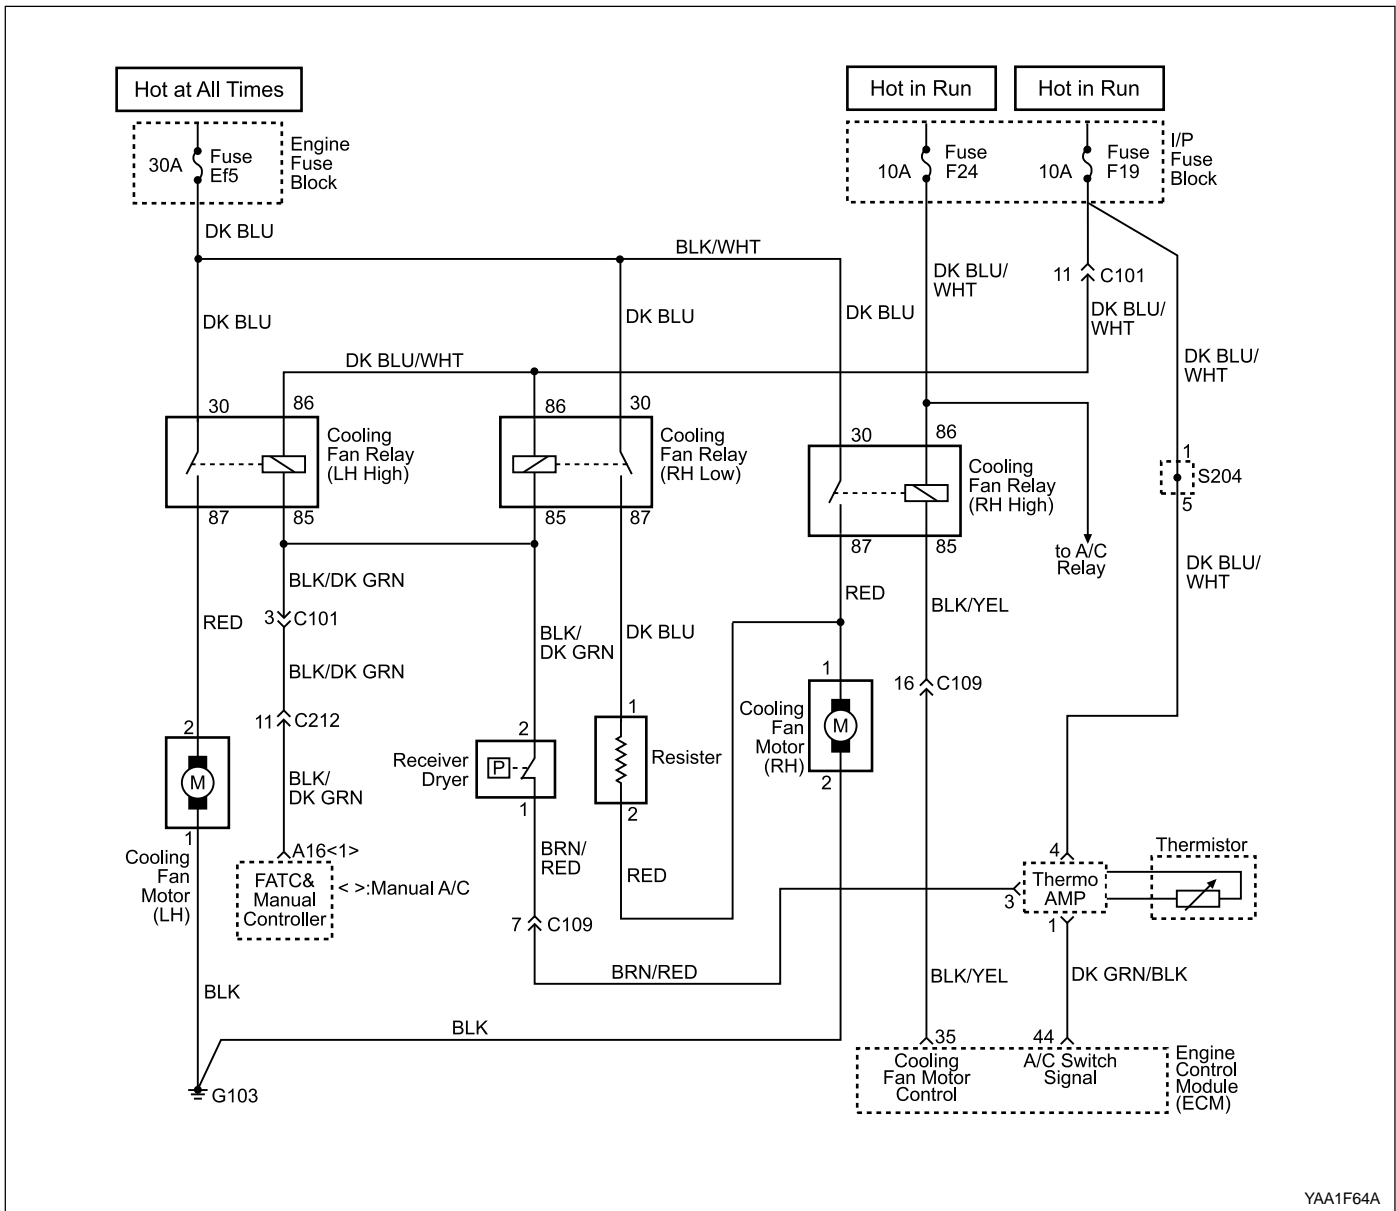 Hot at All Times
Hot in Run
Hot in Run
30A
Fuse
Ef5
Engine
Fuse
Block
10A
Fuse
F24
10A
Fuse
F19
I/P
Fuse
Block
DK BLU
BLK/WHT
DK BLU/
WHT
11
C101
DK BLU
DK BLU
DK BLU
DK BLU/
WHT
DK BLU/WHT
DK BLU/
WHT
30
86
Cooling
Fan Relay
(LH High)
87
85
86
30
Cooling
Fan Relay
(RH Low)
85
87
30
86
Cooling
Fan Relay
(RH High)
87
85
1
S204
5
to A/C
Relay
DK BLU/
WHT
BLK/DK GRN
RED
BLK/YEL
RED
3
C101
BLK/
DK GRN
DK BLU
BLK/DK GRN
11
C212
16
C109
2
M
1
Cooling
Fan
Motor
(LH)
BLK/
DK GRN
Receiver
Dryer
2
P
1
1
Resister
2
Cooling
Fan
Motor
(RH)
1
M
2
A16<1>
FATC&
Manual
Controller
< >:Manual A/C
BRN/
RED
RED
7
C109
4
Thermo
AMP
3
1
Thermistor
BRN/RED
BLK/YEL
DK GRN/BLK
BLK
BLK
G103
35
44
Cooling
Fan Motor
Control
A/C Switch
Signal
Engine
Control
Module
(ECM)
YAA1F64A